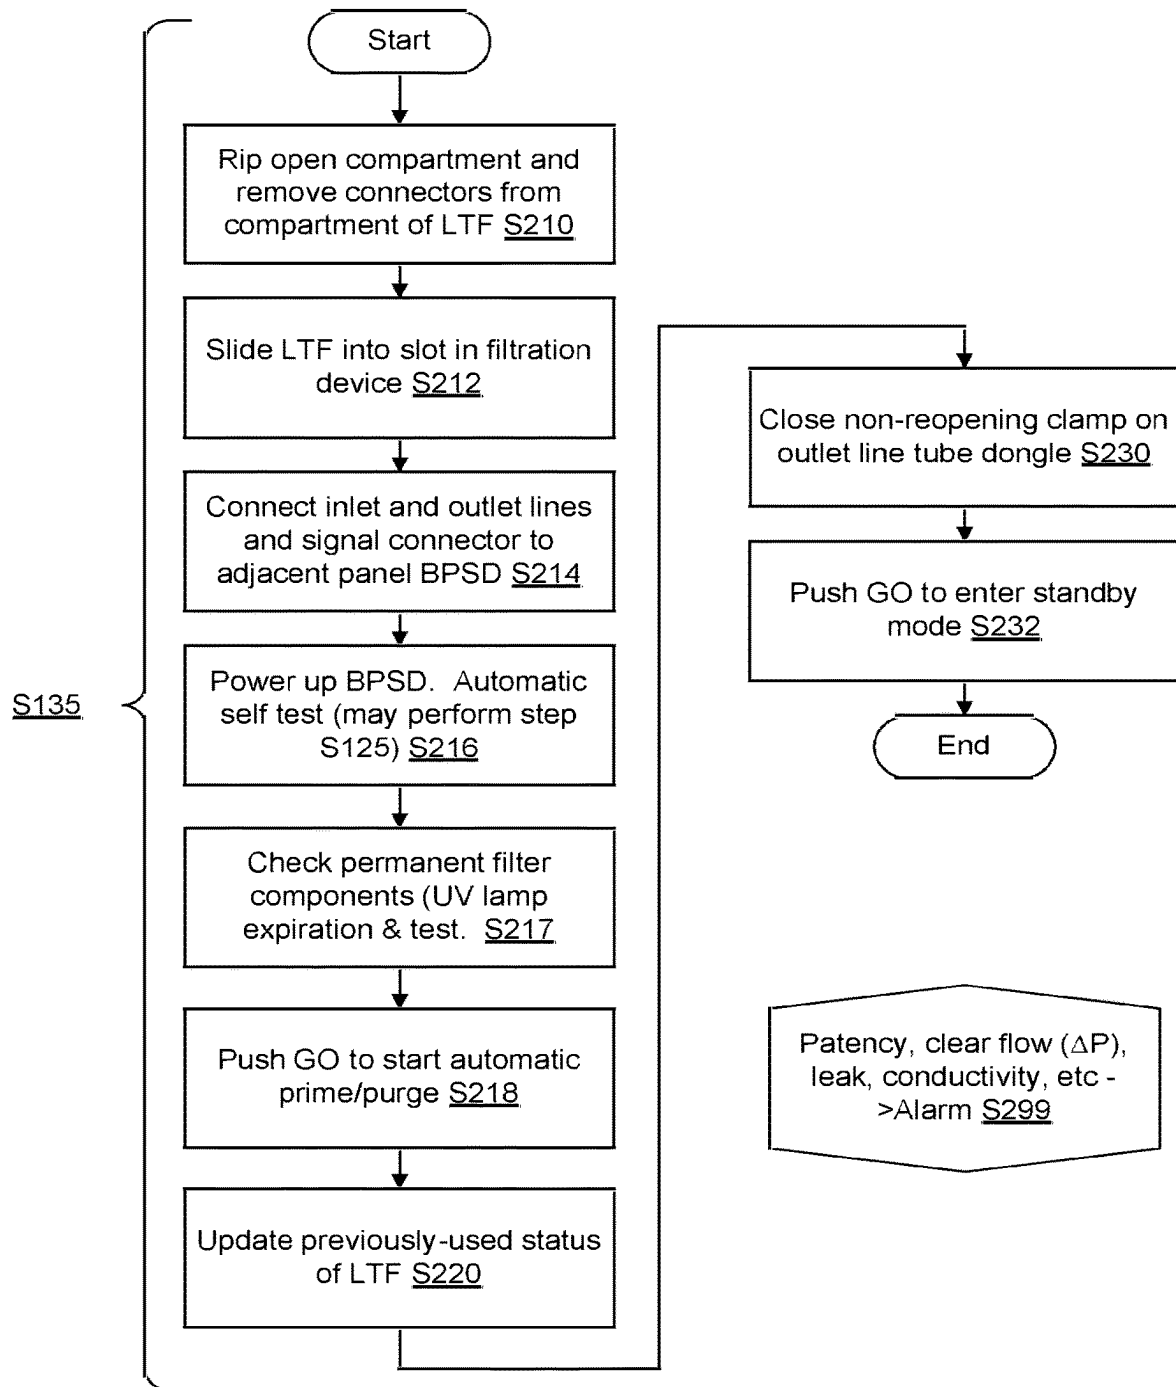 Start
Rip open compartment and
remove connectors from
compartment of LTF S210
Slide LTF into slot in filtration
device S212
Connect inlet and outlet lines
and signal connector to
adjacent panel BPSD S214
Power up BPSD. Automatic
self test (may perform step
S125) S216
Check permanent filter
components (UV lamp
expiration & test. S217
Push GO to start automatic
prime/purge S218
Update previously-used status
of LTF S220
S135
Close non-reopening clamp on
outlet line tube dongle S230
Push GO to enter standby
mode S232
End
Patency, clear flow (ΔP),
leak, conductivity, etc -
>Alarm S299